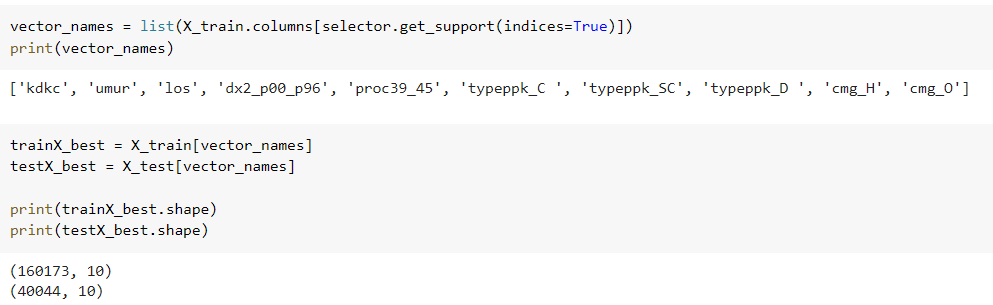 vector_names = list(X_train.columns[selector.get_support(indices=True)])
print(vector_names)
['kdkc', 'umur', 'los', 'dx2_p00_p96', 'proc39_45', 'typeppk_C ', 'typeppk_SC', 'typeppk_D ', 'cmg_H', 'cmg_O']
trainX_best = X_train[vector_names]
testX_best = X_test[vector_names]
print(trainX_best.shape)
print(testX_best.shape)
(160173, 10)
(40044, 10)